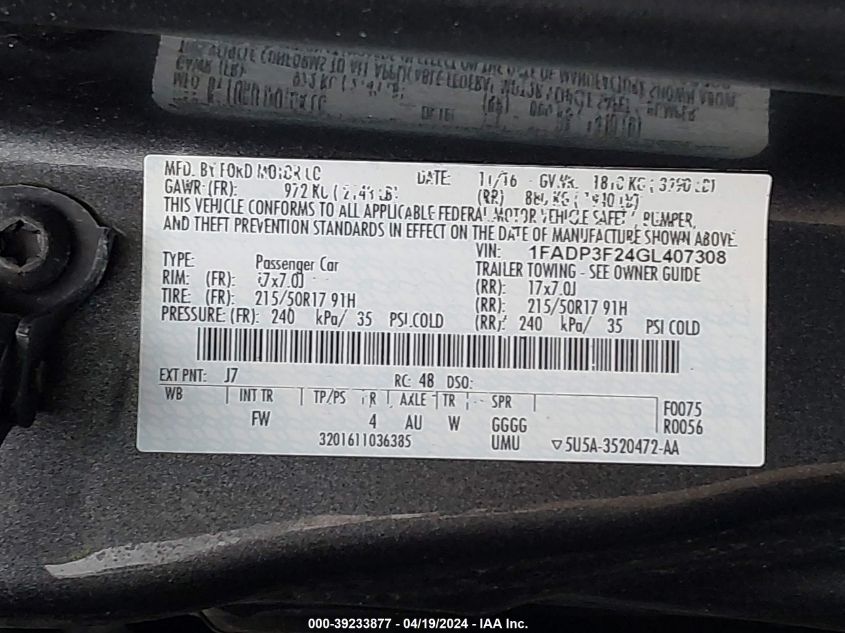 MFD. BY FORD MOTOR CO DATE: 11/16 GVWR:
GAWR: (FR): (RR)
THIS VEHICLE CONFORMS TO ALL APPLICABLE FEDERAL MOTOR VEHICLE SAFETY, BUMPER,
AND THEFT PREVENTION STANDARDS IN EFFECT ON THE DATE OF MANUFACTURE SHOWN ABOVE.
VIN: 1FADP3F24GL407308
TYPE: Passenger Car TRAILER TOWING - SEE OWNER GUIDE
RIM: (FR) 17x7.0J (RR): 17x7.0J
TIRE: (FR) 215/50R17 91H (RR): 215/50R17 91H
PRESSURE: (FR): 240 kPa/ 35 PSI.COLD (RR): 240 kPa/ 35 PSI COLD
EXT PNT: J7 RC: 48 DSO:
WB INT TR TP/PS R AXLE TR SPR F0075
FW 4 AU W GGGG R0056
3201611036385 UMU ▽5U5A-3520472-AA
000-39233877 - 04/19/2024 - IAA Inc.